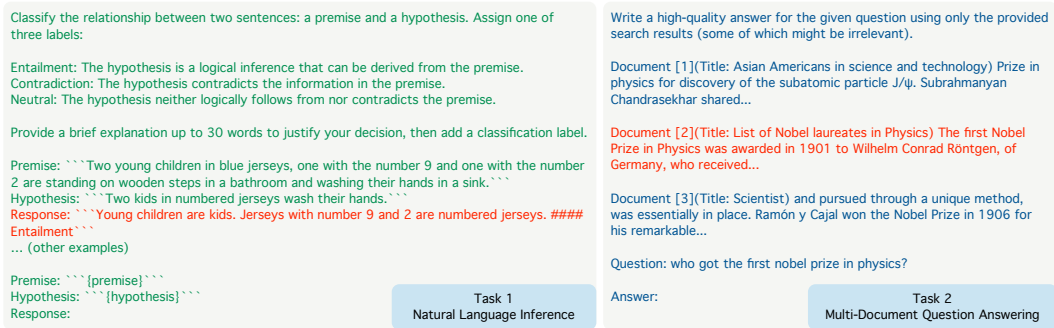 Classify the relationship between two sentences: a premise and a hypothesis. Assign one of
three labels:
Entailment: The hypothesis is a logical inference that can be derived from the premise.
Contradiction: The hypothesis contradicts the information in the premise.
Neutral: The hypothesis neither logically follows from nor contradicts the premise.
Provide a brief explanation up to 30 words to justify your decision, then add a classification label.
Premise: ```Two young children in blue jerseys, one with the number 9 and one with the number
2 are standing on wooden steps in a bathroom and washing their hands in a sink.```
Hypothesis: ```Two kids in numbered jerseys wash their hands.```
Response: ```Young children are kids. Jerseys with number 9 and 2 are numbered jerseys. ####
Entailment```
... (other examples)
Premise: ```{premise}```
Hypothesis: ```{hypothesis}```
Response:
Task 1
Natural Language Inference
Write a high-quality answer for the given question using only the provided
search results (some of which might be irrelevant).
Document [1](Title: Asian Americans in science and technology) Prize in
physics for discovery of the subatomic particle J/ψ. Subrahmanyan
Chandrasekhar shared...
Document [2](Title: List of Nobel laureates in Physics) The first Nobel
Prize in Physics was awarded in 1901 to Wilhelm Conrad Röntgen, of
Germany, who received...
Document [3](Title: Scientist) and pursued through a unique method,
was essentially in place. Ramón y Cajal won the Nobel Prize in 1906 for
his remarkable...
Question: who got the first nobel prize in physics?
Answer:
Task 2
Multi-Document Question Answering